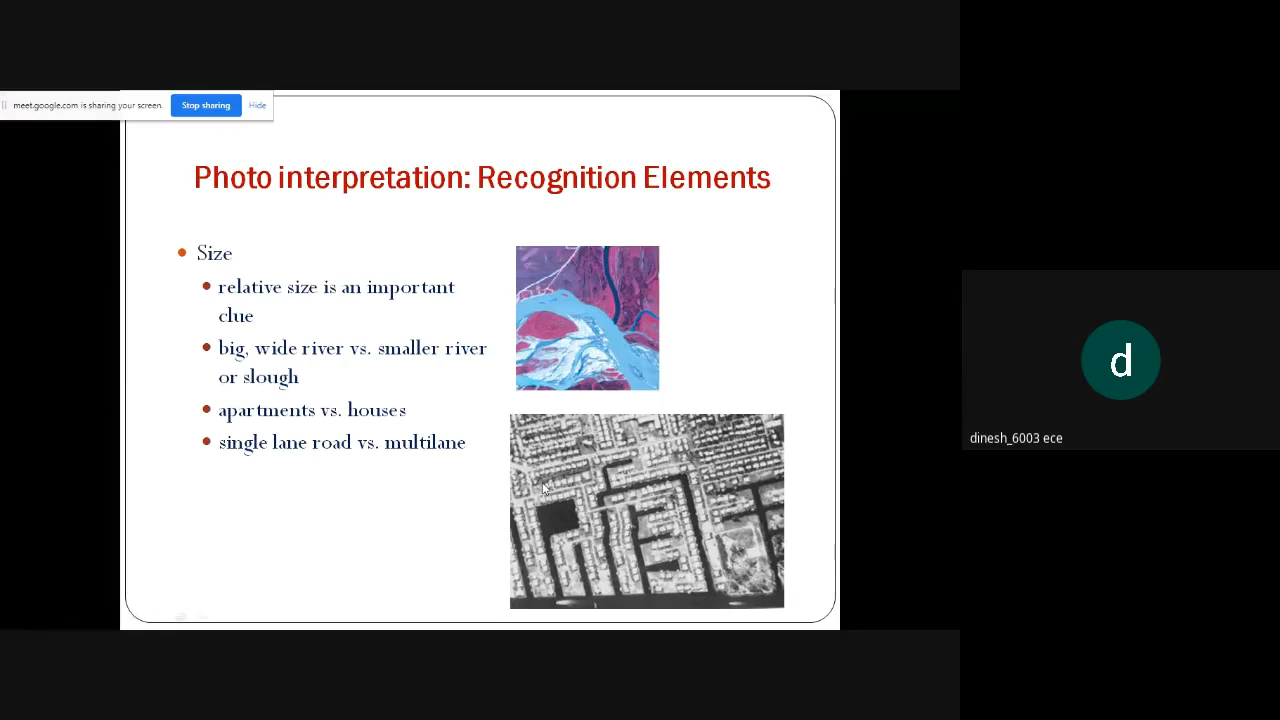 meet.google.com is sharing your screen.
Stop sharing
Hide
Photo interpretation: Recognition Elements
Size
relative size is an important
clue
big, wide river vs. smaller river
or slough
apartments vs. houses
single lane road vs. multilane
d
dinesh_6003 ece